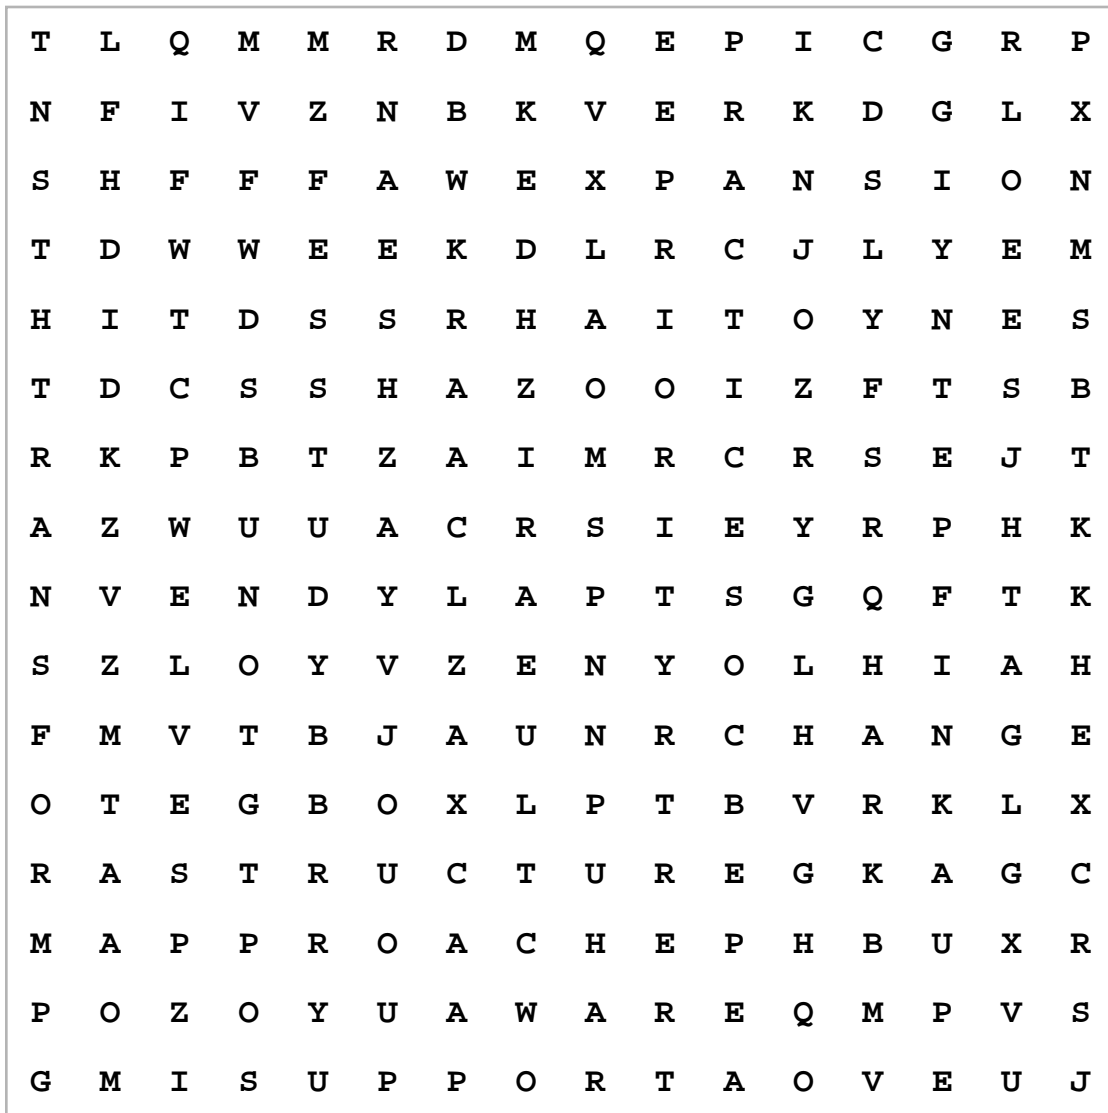 T L Q M M R D M Q E P I C G R P
N F I V Z N B K V E R K D G L X
S H F F F A W E X P A N S I O N
T D W W E E K D L R C J L Y E M
H I T D S S R H A I T O Y N E S
T D C S S H A Z O O I Z F T S B
R K P B T Z A I M R C R S E J T
A Z W U U A C R S I E Y R P H K
N V E N D Y L A P T S G Q F T K
S Z L O Y V Z E N Y O L H I A H
F M V T B J A U N R C H A N G E
O T E G B O X L P T B V R K L X
R A S T R U C T U R E G K A G C
M A P P R O A C H E P H B U X R
P O Z O Y U A W A R E Q M P V S
G M I S U P P O R T A O V E U J